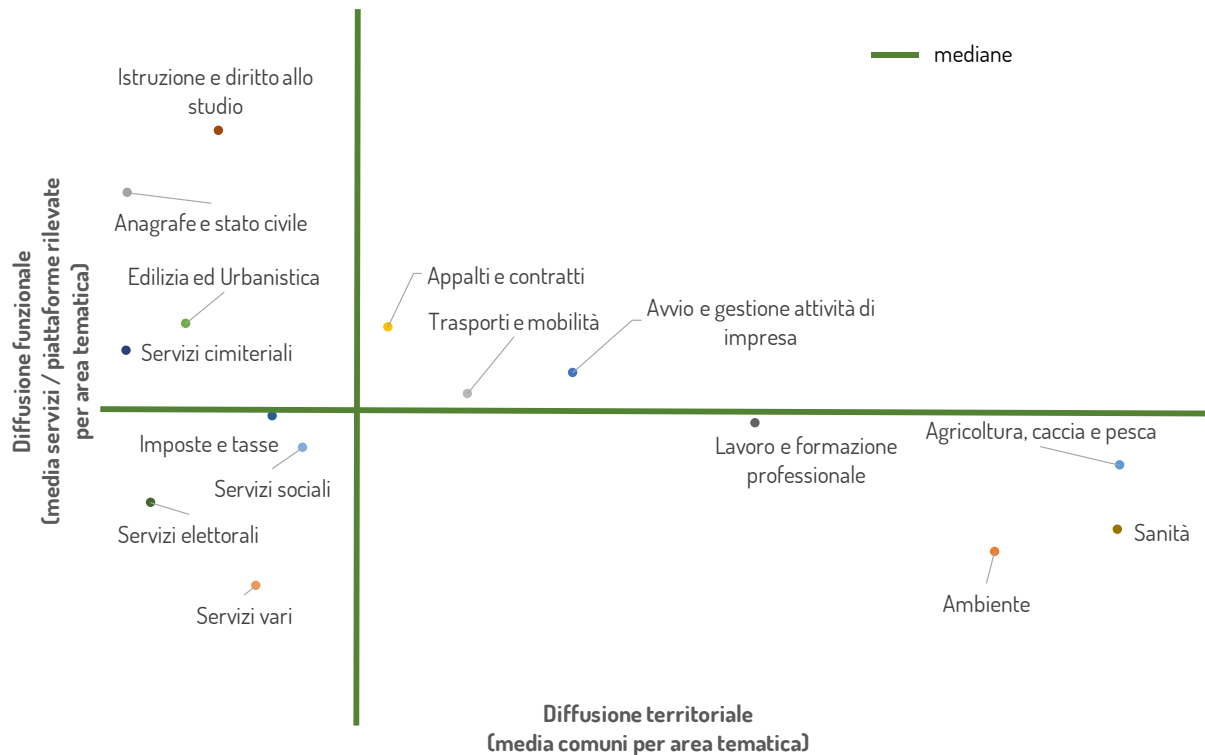 mediane
Istruzione e diritto allo
studio
Anagrafe e stato civile
Edilizia ed Urbanistica
Servizi cimiteriali
Appalti e contratti
Trasporti e mobilità
Avvio e gestione attività di
impresa
Diffusione funzionale
(media servizi / piattaforme rilevate
per area tematica)
Imposte e tasse
Servizi sociali
Servizi elettorali
Servizi vari
Lavoro e formazione
professionale
Agricoltura, caccia e pesca
Sanità
Ambiente
Diffusione territoriale
(media comuni per area tematica)